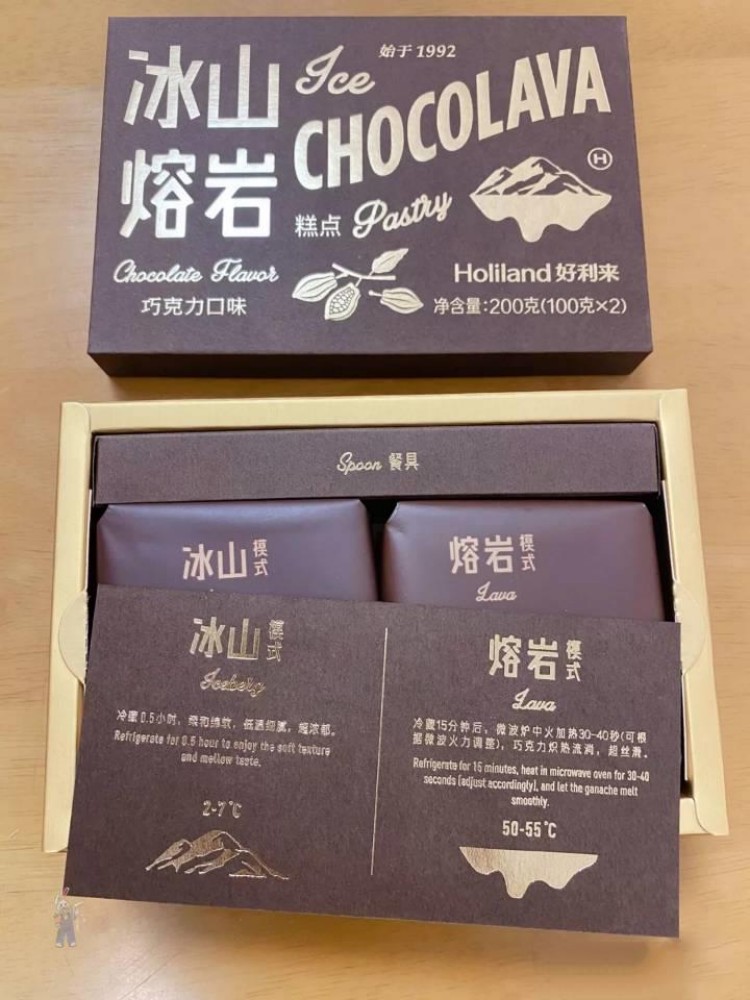 始于1992
冰山
熔岩
Ice
CHOCOLAVA
糕点 Pastry
H
Chocolate Flavor
巧克力口味
Holiland 好利来
净含量:200克(100克×2)
Spoon 餐具
冰山模式
熔岩模式
Lava
冰山模式
Iceberg
冷藏0.5小时，柔和绵软，低温细腻，超浓郁。
Refrigerate for 0.5 hour to enjoy the soft texture
and mellow taste.
2-7℃
熔岩模式
Lava
冷藏15分钟后，微波炉中火加热30-40秒(可根
据微波火力调整)，巧克力炽热流淌，超丝滑。
Refrigerate for 15 minutes, heat in microwave oven for 30-40
seconds (adjust accordingly), and let the ganache melt
smoothly.
50-55℃